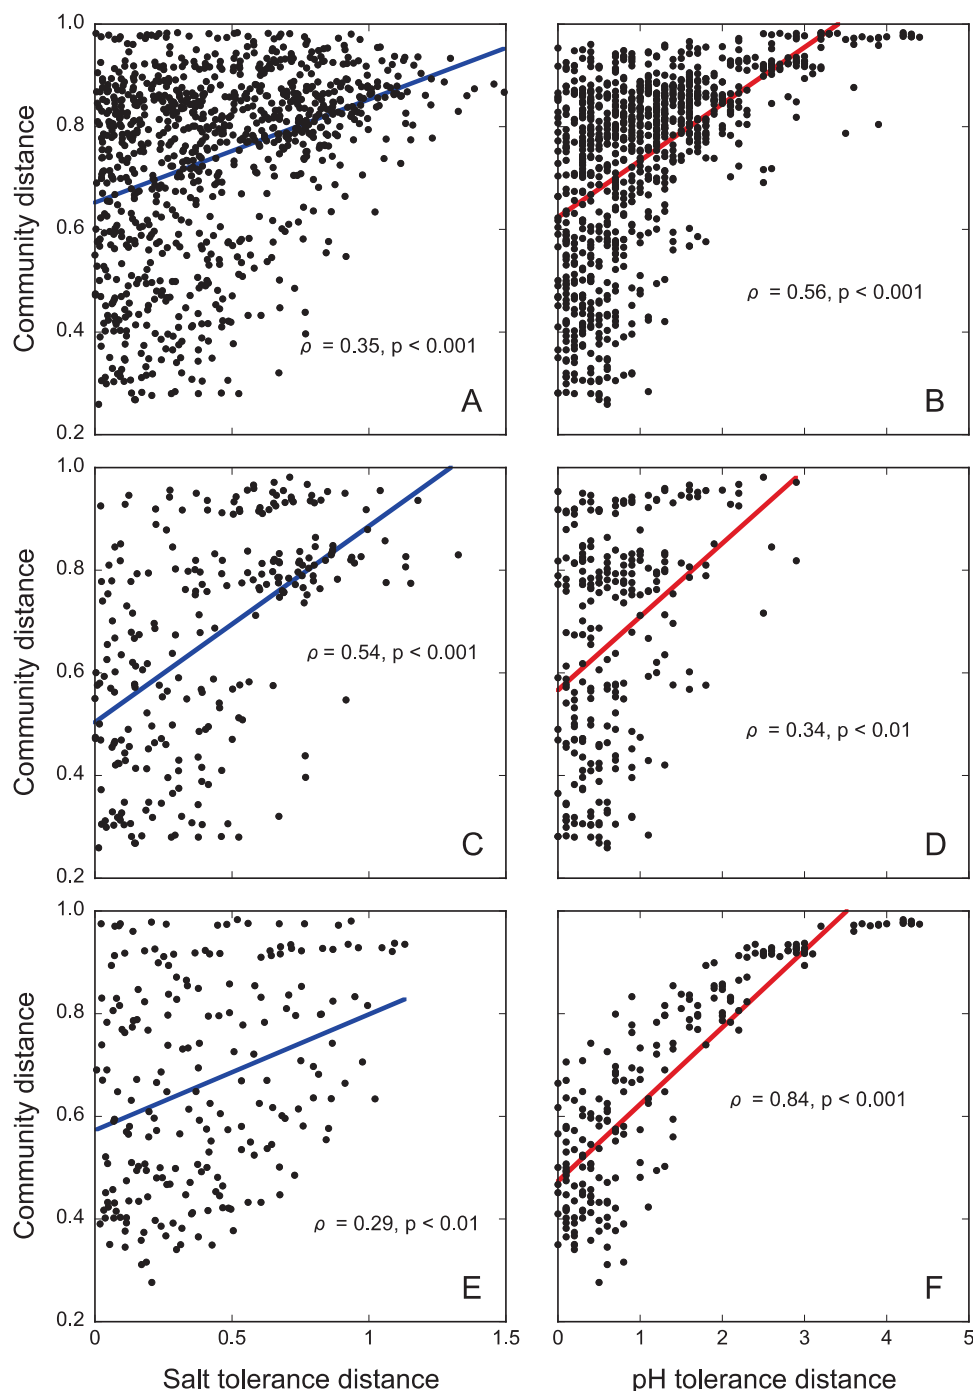 1.0
0.8
0.6
0.4
0.2
Community distance
ρ = 0.35, p < 0.001
A
ρ = 0.56, p < 0.001
B
1.0
0.8
0.6
0.4
0.2
Community distance
ρ = 0.54, p < 0.001
C
ρ = 0.34, p < 0.01
D
1.0
0.8
0.6
0.4
0.2
Community distance
ρ = 0.29, p < 0.01
E
ρ = 0.84, p < 0.001
F
0 0.5 1 1.5
0 1 2 3 4 5
Salt tolerance distance
pH tolerance distance